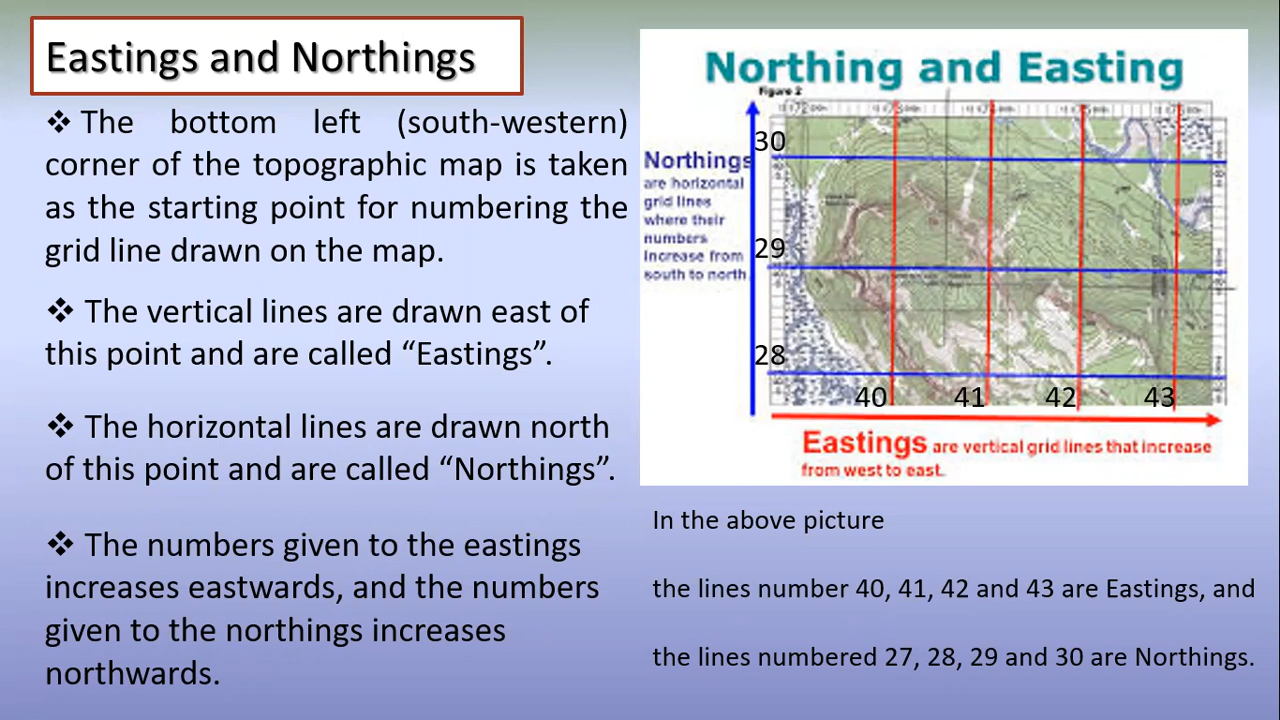 Eastings and Northings
❖ The bottom left (south-western)
corner of the topographic map is taken
as the starting point for numbering the
grid line drawn on the map.
❖ The vertical lines are drawn east of
this point and are called “Eastings”.
❖ The horizontal lines are drawn north
of this point and are called “Northings”.
❖ The numbers given to the eastings
increases eastwards, and the numbers
given to the northings increases
northwards.
Northing and Easting
Figure 2
30
Northings
are horizontal
grid lines
where their
numbers
increase from
south to north
29
28
40 41 42 43
Eastings are vertical grid lines that increase
from west to east.
In the above picture
the lines number 40, 41, 42 and 43 are Eastings, and
the lines numbered 27, 28, 29 and 30 are Northings.